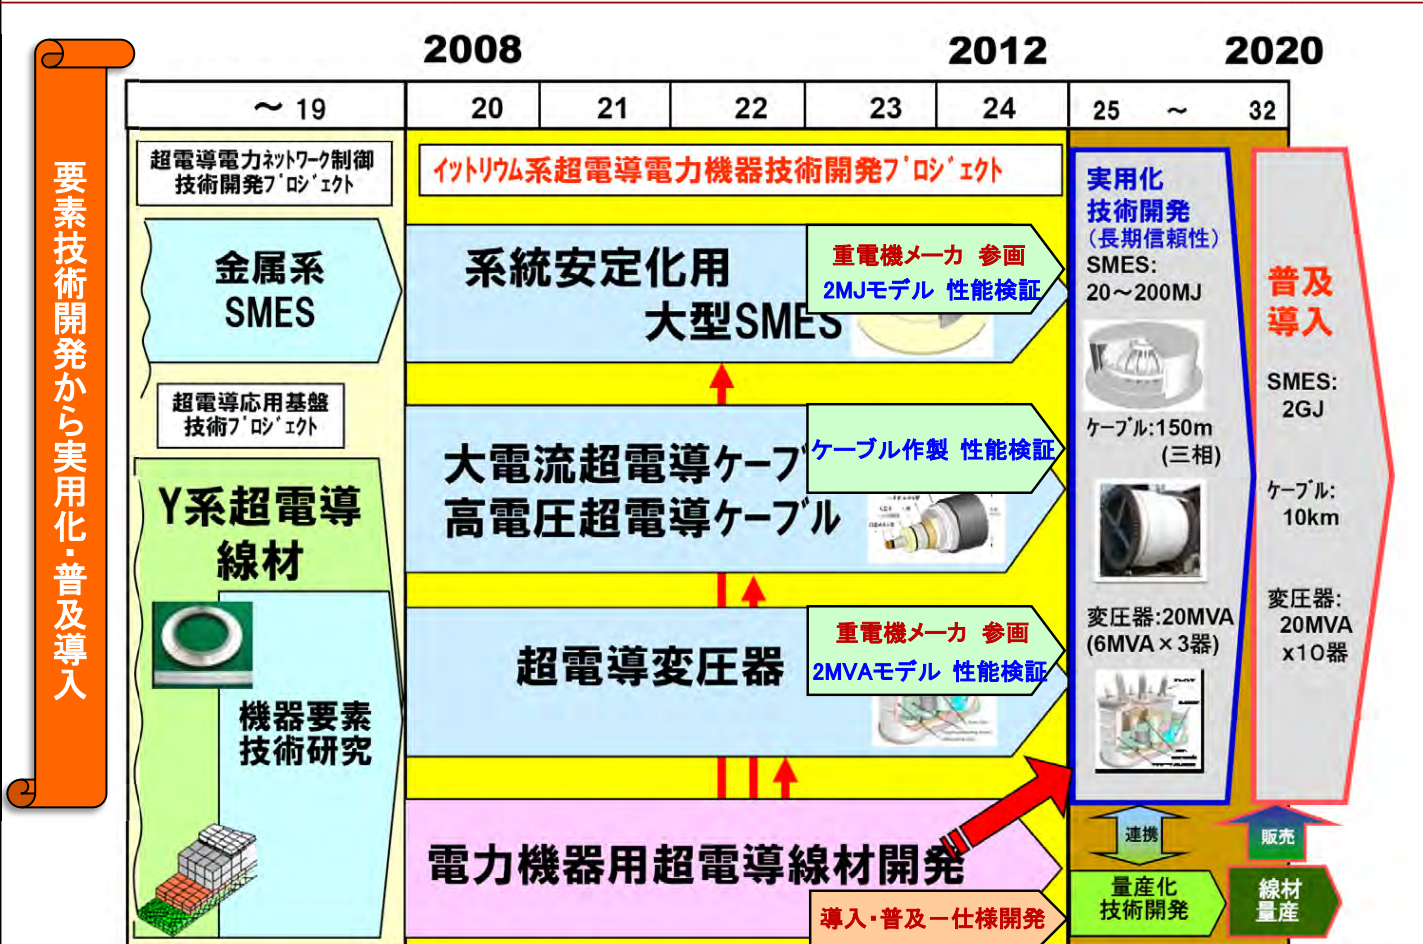 2008
2012
2020
～ 19
20
21
22
23
24
25 ～ 32
要素技術開発から実用化・普及導入
超電導電力ネットワーク制御
技術開発プロジェクト
イットリウム系超電導電力機器技術開発プロジェクト
金属系
SMES
系統安定化用
大型SMES
重電機メーカ 参画
2MJモデル 性能検証
超電導応用基盤
技術プロジェクト
Y系超電導
線材
機器要素
技術研究
大電流超電導ケーブ
高電圧超電導ケーブル
ケーブル作製 性能検証
超電導変圧器
重電機メーカ 参画
2MVAモデル 性能検証
電力機器用超電導線材開発
導入・普及－仕様開発
実用化
技術開発
（長期信頼性）
SMES:
20～200MJ
ケーブル:150m
(三相)
変圧器:20MVA
(6MVA×3器)
連携
量産化
技術開発
普及
導入
SMES:
2GJ
ケーブル:
10km
変圧器:
20MVA
x10器
販売
線材
量産